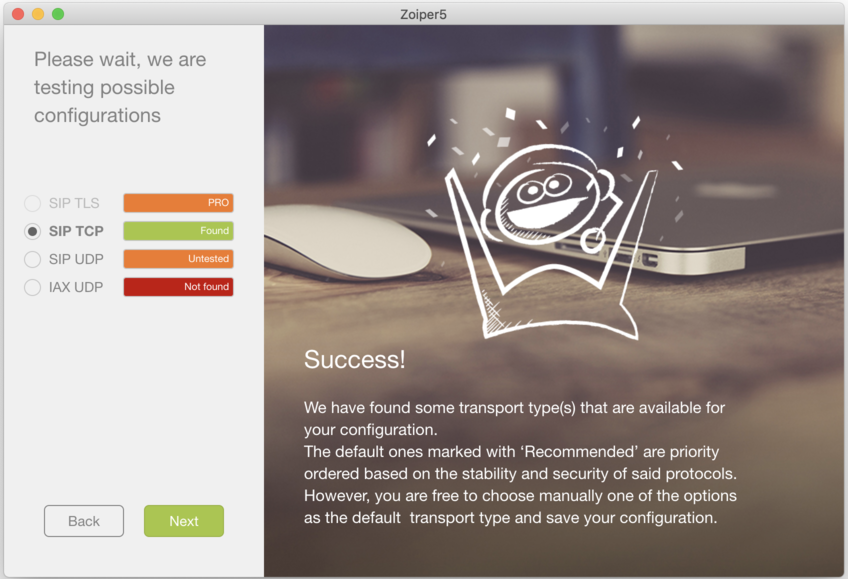 Zoiper5
Please wait, we are
testing possible
configurations
SIP TLS PRO
SIP TCP Found
SIP UDP Untested
IAX UDP Not found
Back Next
Success!
We have found some transport type(s) that are available for
your configuration.
The default ones marked with ‘Recommended’ are priority
ordered based on the stability and security of said protocols.
However, you are free to choose manually one of the options
as the default  transport type and save your configuration.